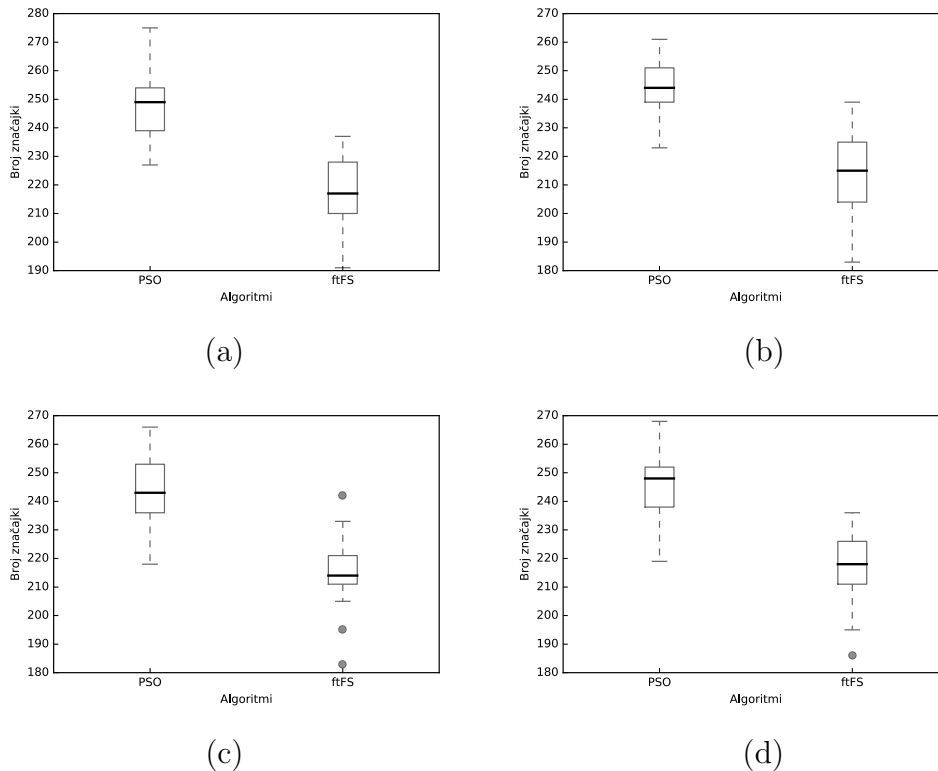 280
270
260
250
240
230
220
210
200
190
Broj značajki
PSO ftFS
Algoritmi
(a)
270
260
250
240
230
220
210
200
190
180
Broj značajki
PSO ftFS
Algoritmi
(b)
270
260
250
240
230
220
210
200
190
180
Broj značajki
PSO ftFS
Algoritmi
(c)
270
260
250
240
230
220
210
200
190
180
Broj značajki
PSO ftFS
Algoritmi
(d)